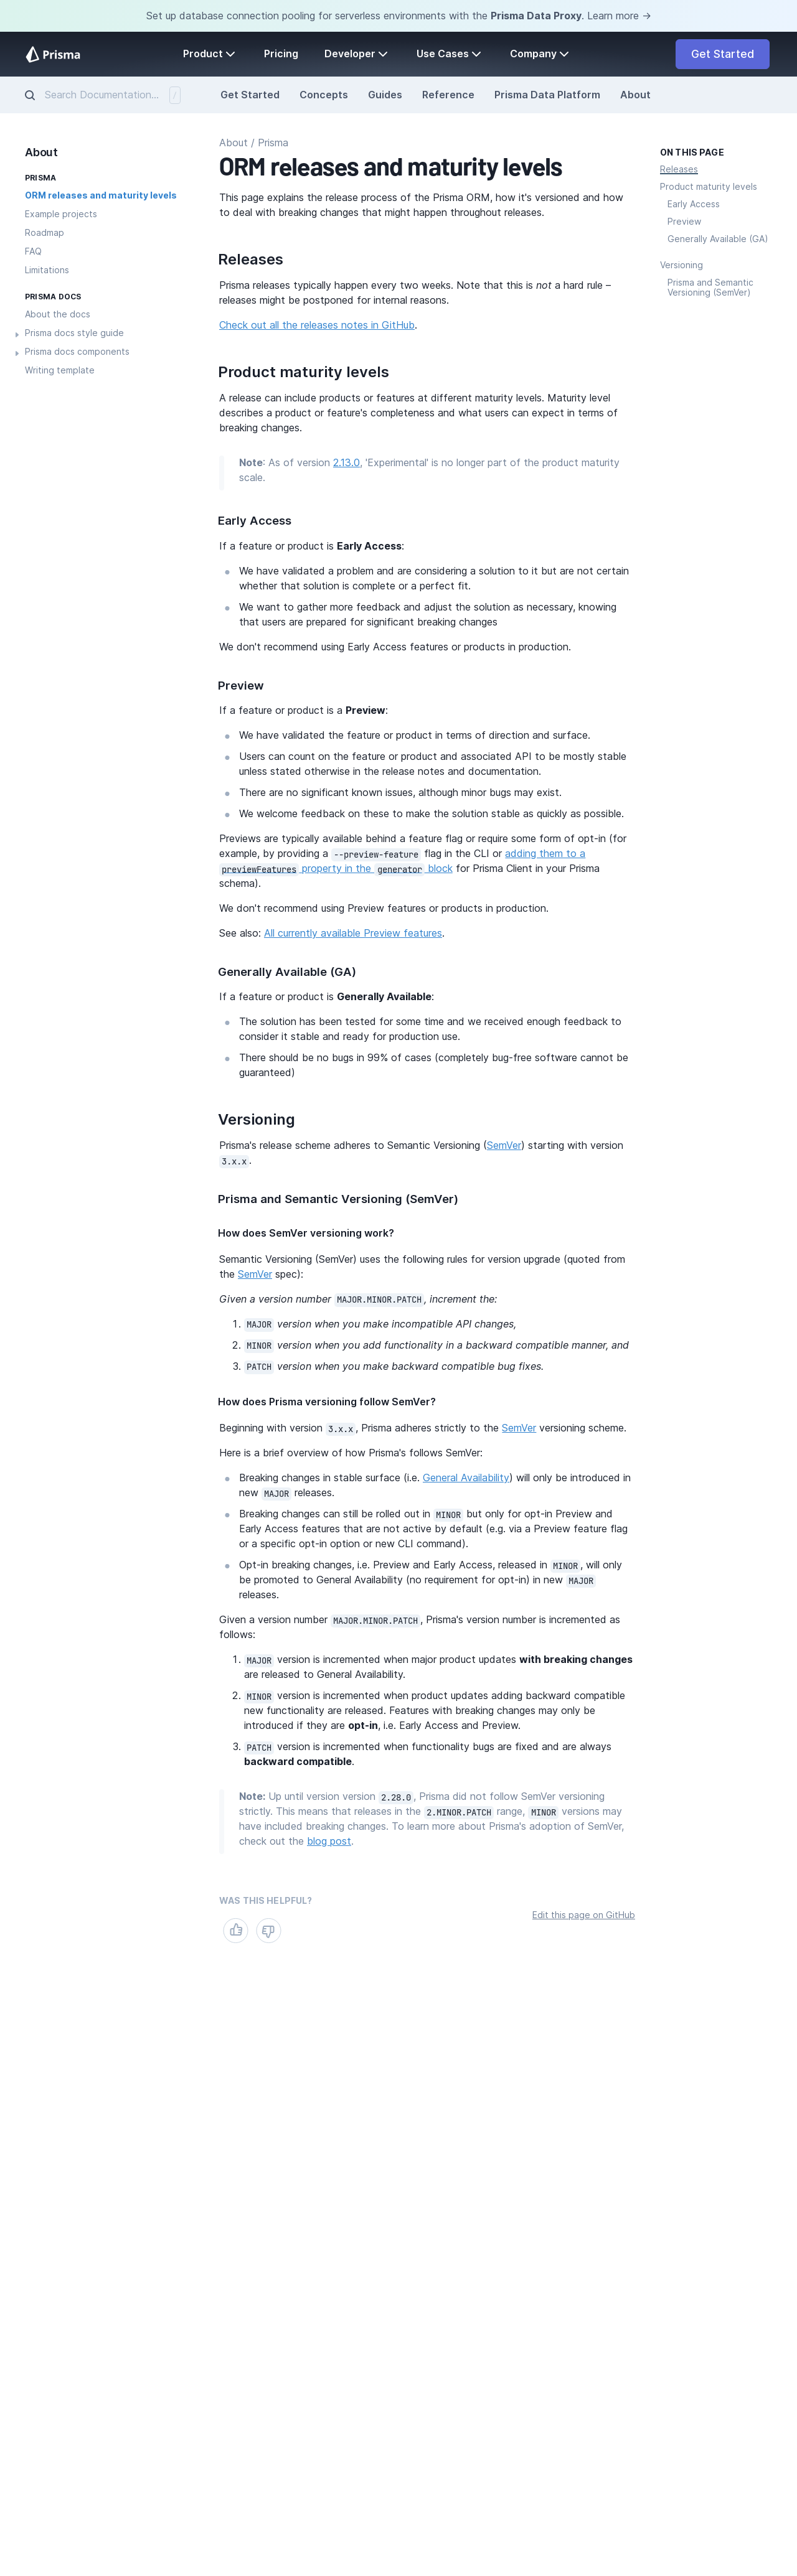 Set up database connection pooling for serverless environments with the Prisma Data Proxy. Learn more →
Prisma
Product
Pricing
Developer
Use Cases
Company
Get Started
Search Documentation...
/
Get Started
Concepts
Guides
Reference
Prisma Data Platform
About
About
PRISMA
ORM releases and maturity levels
Example projects
Roadmap
FAQ
Limitations
PRISMA DOCS
About the docs
Prisma docs style guide
Prisma docs components
Writing template
About / Prisma
ORM releases and maturity levels
This page explains the release process of the Prisma ORM, how it's versioned and how
to deal with breaking changes that might happen throughout releases.
Releases
Prisma releases typically happen every two weeks. Note that this is not a hard rule –
releases might be postponed for internal reasons.
Check out all the releases notes in GitHub.
Product maturity levels
A release can include products or features at different maturity levels. Maturity level
describes a product or feature's completeness and what users can expect in terms of
breaking changes.
Note: As of version 2.13.0, 'Experimental' is no longer part of the product maturity
scale.
Early Access
If a feature or product is Early Access:
We have validated a problem and are considering a solution to it but are not certain
whether that solution is complete or a perfect fit.
We want to gather more feedback and adjust the solution as necessary, knowing
that users are prepared for significant breaking changes
We don't recommend using Early Access features or products in production.
Preview
If a feature or product is a Preview:
We have validated the feature or product in terms of direction and surface.
Users can count on the feature or product and associated API to be mostly stable
unless stated otherwise in the release notes and documentation.
There are no significant known issues, although minor bugs may exist.
We welcome feedback on these to make the solution stable as quickly as possible.
Previews are typically available behind a feature flag or require some form of opt-in (for
example, by providing a --preview-feature flag in the CLI or adding them to a
previewFeatures property in the generator block for Prisma Client in your Prisma
schema).
We don't recommend using Preview features or products in production.
See also: All currently available Preview features.
Generally Available (GA)
If a feature or product is Generally Available:
The solution has been tested for some time and we received enough feedback to
consider it stable and ready for production use.
There should be no bugs in 99% of cases (completely bug-free software cannot be
guaranteed)
Versioning
Prisma's release scheme adheres to Semantic Versioning (SemVer) starting with version
3.x.x.
Prisma and Semantic Versioning (SemVer)
How does SemVer versioning work?
Semantic Versioning (SemVer) uses the following rules for version upgrade (quoted from
the SemVer spec):
Given a version number MAJOR.MINOR.PATCH, increment the:
1. MAJOR version when you make incompatible API changes,
2. MINOR version when you add functionality in a backward compatible manner, and
3. PATCH version when you make backward compatible bug fixes.
How does Prisma versioning follow SemVer?
Beginning with version 3.x.x, Prisma adheres strictly to the SemVer versioning scheme.
Here is a brief overview of how Prisma's follows SemVer:
Breaking changes in stable surface (i.e. General Availability) will only be introduced in
new MAJOR releases.
Breaking changes can still be rolled out in MINOR but only for opt-in Preview and
Early Access features that are not active by default (e.g. via a Preview feature flag
or a specific opt-in option or new CLI command).
Opt-in breaking changes, i.e. Preview and Early Access, released in MINOR, will only
be promoted to General Availability (no requirement for opt-in) in new MAJOR
releases.
Given a version number MAJOR.MINOR.PATCH, Prisma's version number is incremented as
follows:
1. MAJOR version is incremented when major product updates with breaking changes
are released to General Availability.
2. MINOR version is incremented when product updates adding backward compatible
new functionality are released. Features with breaking changes may only be
introduced if they are opt-in, i.e. Early Access and Preview.
3. PATCH version is incremented when functionality bugs are fixed and are always
backward compatible.
Note: Up until version version 2.28.0, Prisma did not follow SemVer versioning
strictly. This means that releases in the 2.MINOR.PATCH range, MINOR versions may
have included breaking changes. To learn more about Prisma's adoption of SemVer,
check out the blog post.
WAS THIS HELPFUL?
Edit this page on GitHub
ON THIS PAGE
Releases
Product maturity levels
Early Access
Preview
Generally Available (GA)
Versioning
Prisma and Semantic
Versioning (SemVer)